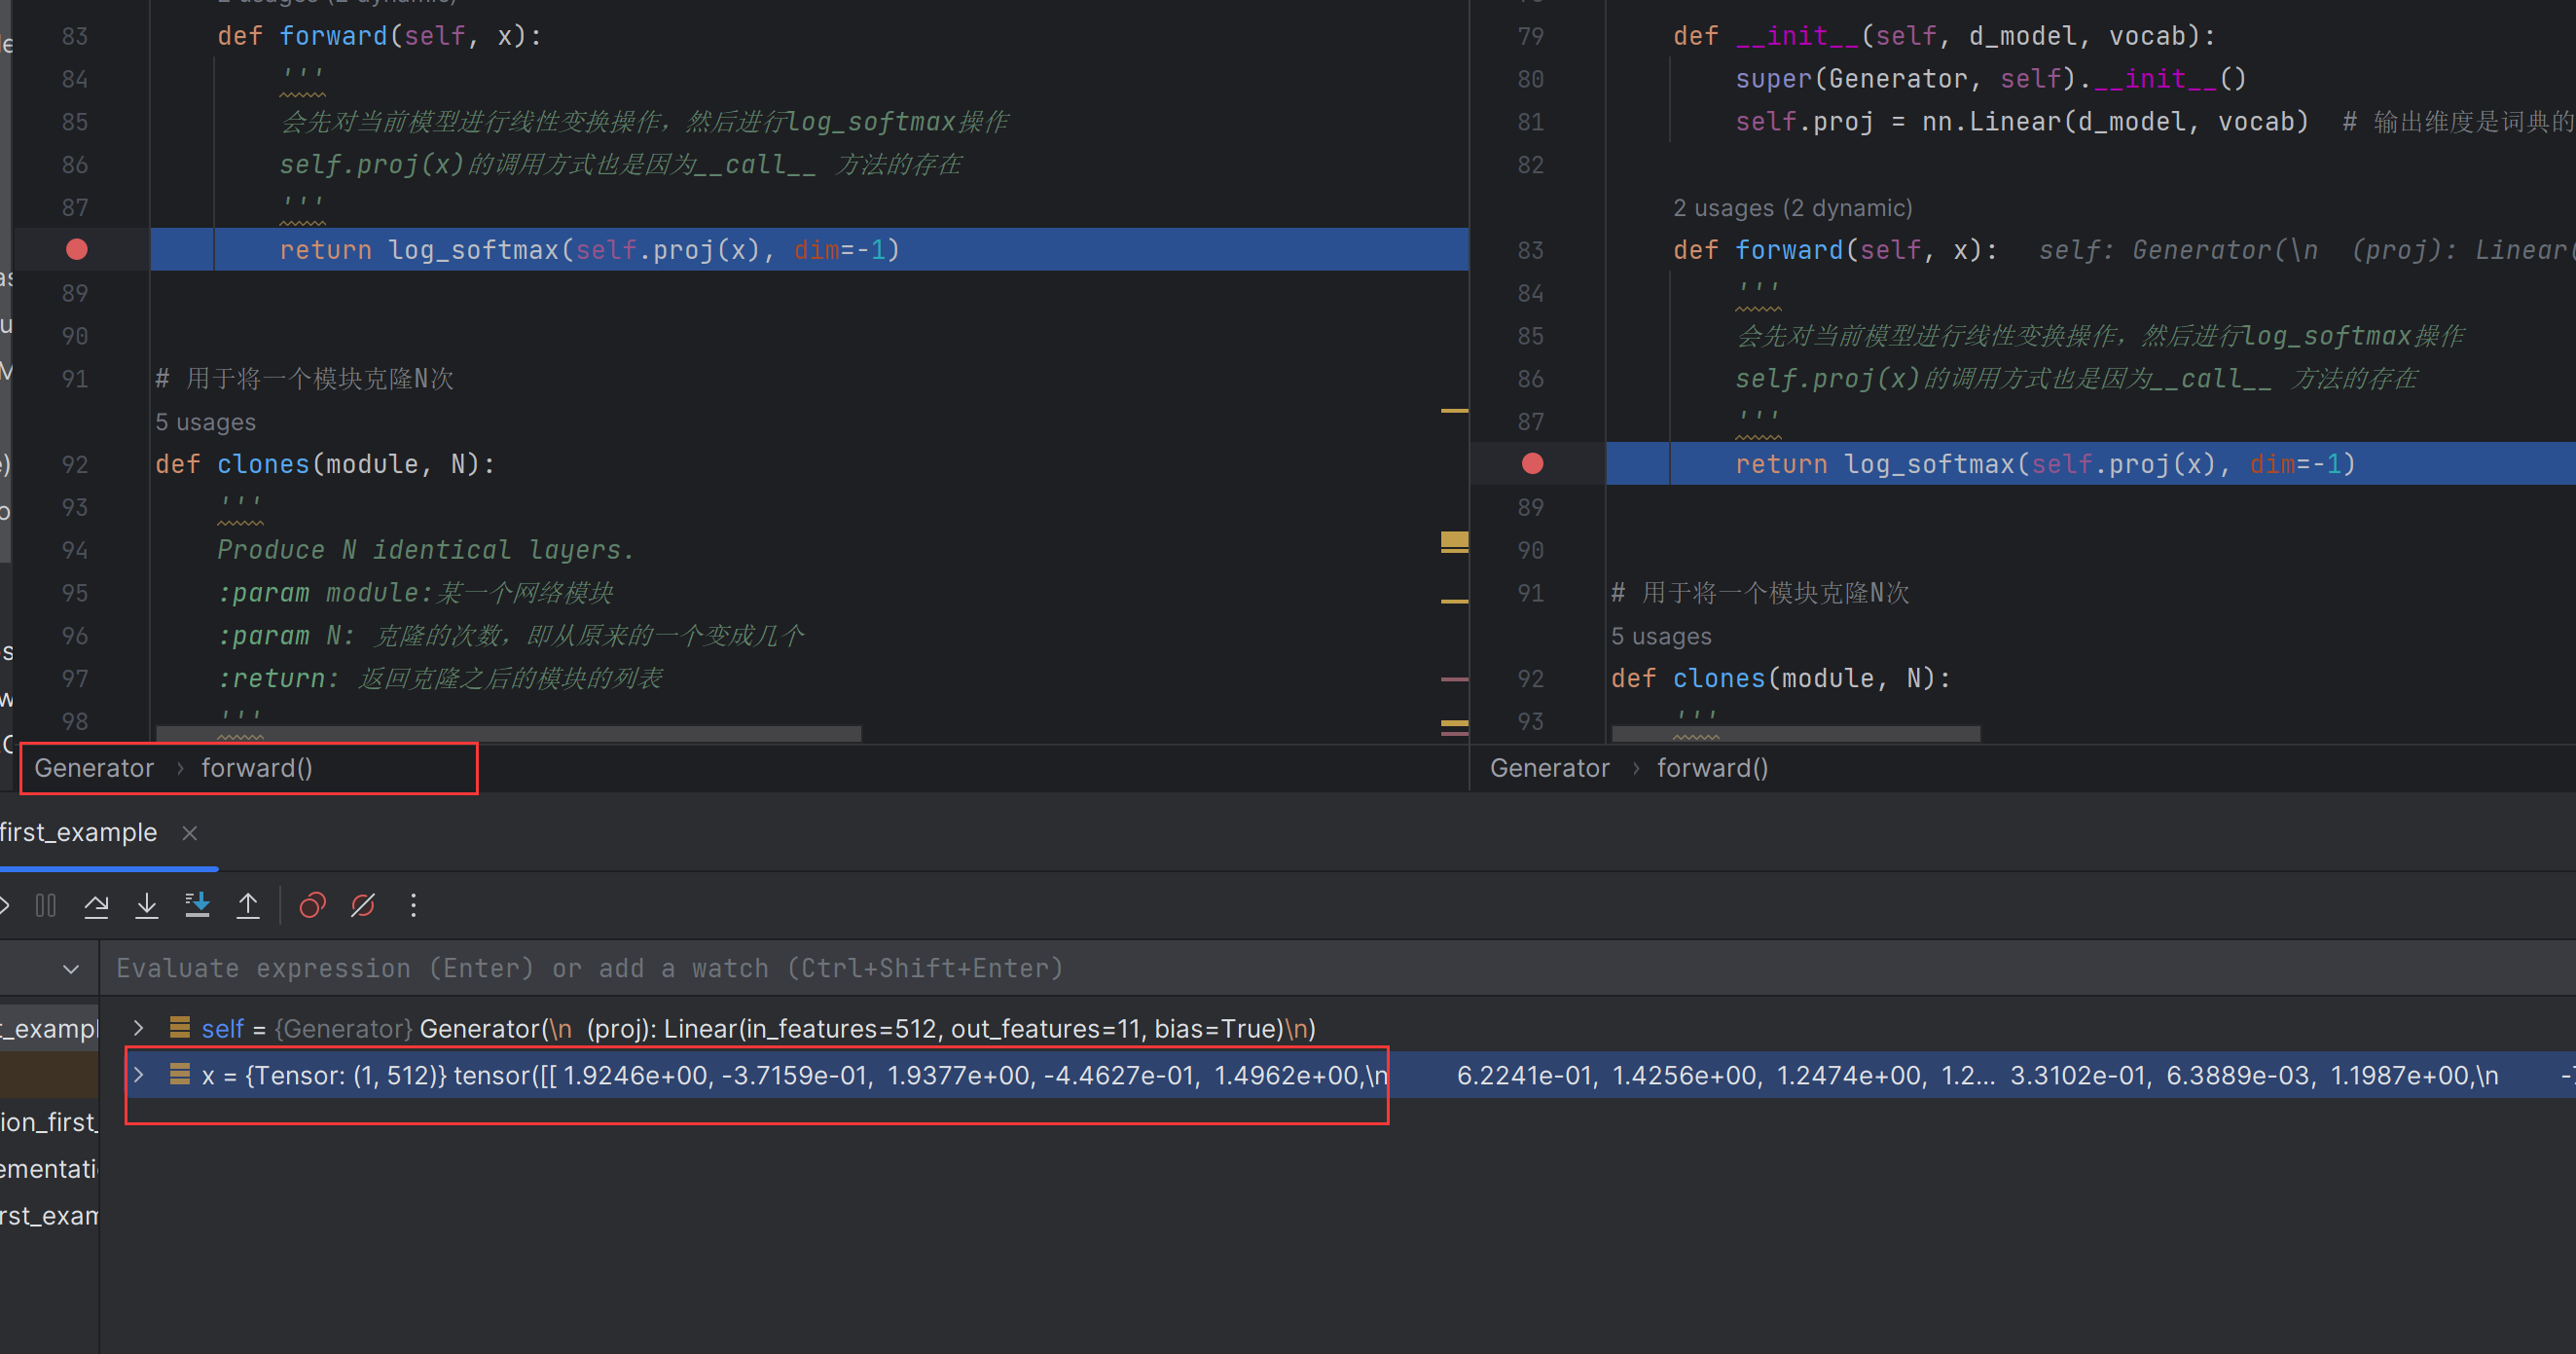 83 def forward(self, x):
84 '''
85 会先对当前模型进行线性变换操作，然后进行log_softmax操作
86 self.proj(x)的调用方式也是因为__call__ 方法的存在
87 '''
return log_softmax(self.proj(x), dim=-1)
89
90
91 # 用于将一个模块克隆N次
5 usages
92 def clones(module, N):
93 '''
94 Produce N identical layers.
95 :param module:某一个网络模块
96 :param N: 克隆的次数，即从原来的一个变成几个
97 :return: 返回克隆之后的模块的列表
98 '''
Generator › forward()
79 def __init__(self, d_model, vocab):
80 super(Generator, self).__init__()
81 self.proj = nn.Linear(d_model, vocab) # 输出维度是词典的
82
2 usages (2 dynamic)
83 def forward(self, x): self: Generator(\n (proj): Linear(
84 '''
85 会先对当前模型进行线性变换操作，然后进行log_softmax操作
86 self.proj(x)的调用方式也是因为__call__ 方法的存在
87 '''
return log_softmax(self.proj(x), dim=-1)
89
90
91 # 用于将一个模块克隆N次
5 usages
92 def clones(module, N):
93 '''
Generator › forward()
first_example ×
Evaluate expression (Enter) or add a watch (Ctrl+Shift+Enter)
self = {Generator} Generator(\n (proj): Linear(in_features=512, out_features=11, bias=True)\n)
x = {Tensor: (1, 512)} tensor([[ 1.9246e+00, -3.7159e-01, 1.9377e+00, -4.4627e-01, 1.4962e+00,\n 6.2241e-01, 1.4256e+00, 1.2474e+00, 1.2... 3.3102e-01, 6.3889e-03, 1.1987e+00,\n
t_exampl
ion_first_
ementati
rst_exam